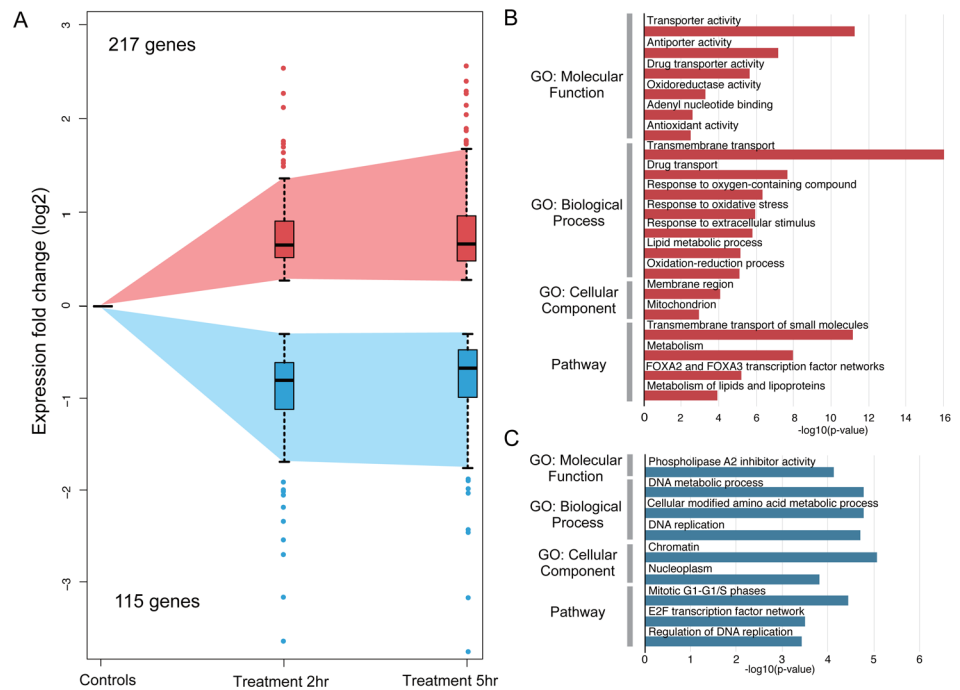 A
Expression fold change (log2)
3
2
1
0
-1
-2
-3
217 genes
115 genes
Controls
Treatment 2hr
Treatment 5hr
B
GO: Molecular
Function
Transporter activity
Antiporter activity
Drug transporter activity
Oxidoreductase activity
Adenyl nucleotide binding
Antioxidant activity
GO: Biological
Process
Transmembrane transport
Drug transport
Response to oxygen-containing compound
Response to oxidative stress
Response to extracellular stimulus
Lipid metabolic process
Oxidation-reduction process
GO: Cellular
Component
Membrane region
Mitochondrion
Pathway
Transmembrane transport of small molecules
Metabolism
FOXA2 and FOXA3 transcription factor networks
Metabolism of lipids and lipoproteins
0 2 4 6 8 10 12 14 16
-log10(p-value)
C
GO: Molecular
Function
Phospholipase A2 inhibitor activity
GO: Biological
Process
DNA metabolic process
Cellular modified amino acid metabolic process
DNA replication
GO: Cellular
Component
Chromatin
Nucleoplasm
Pathway
Mitotic G1-G1/S phases
E2F transcription factor network
Regulation of DNA replication
0 1 2 3 4 5 6
-log10(p-value)